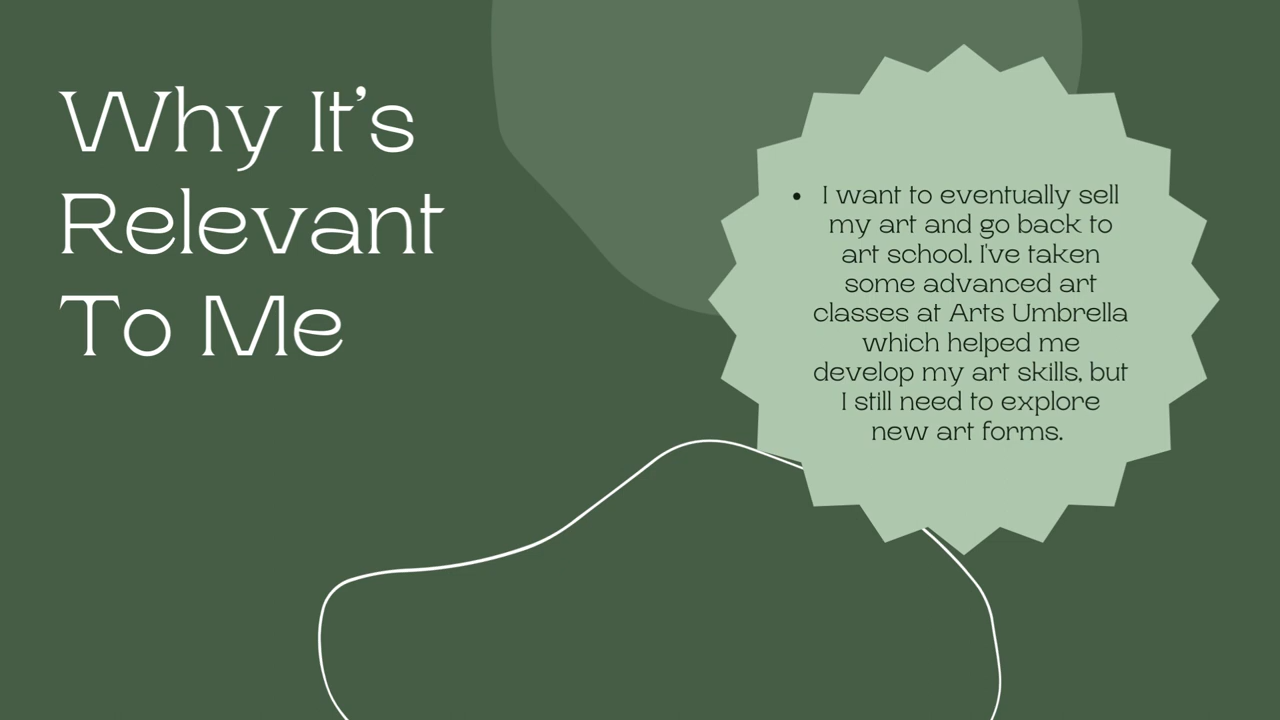 Why It’s
Relevant
To Me
• I want to eventually sell
my art and go back to
art school. I've taken
some advanced art
classes at Arts Umbrella
which helped me
develop my art skills, but
I still need to explore
new art forms.